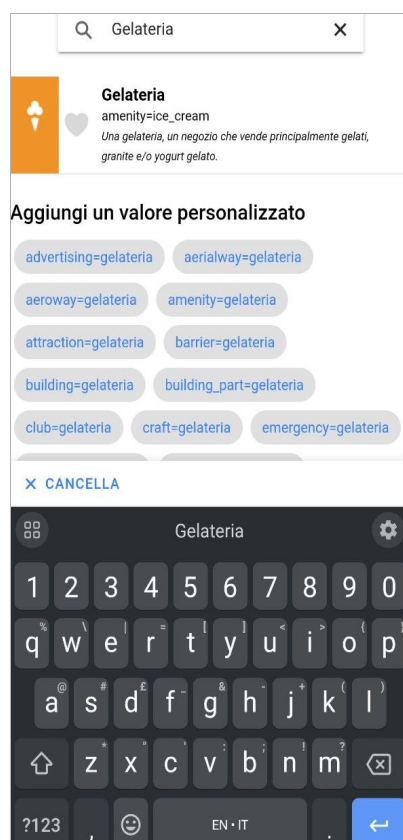 Gelateria
Gelateria
amenity=ice_cream
Una gelateria, un negozio che vende principalmente gelati,
granite e/o yogurt gelato.
Aggiungi un valore personalizzato
advertising=gelateria aerialway=gelateria
aeroway=gelateria amenity=gelateria
attraction=gelateria barrier=gelateria
building=gelateria building_part=gelateria
club=gelateria craft=gelateria emergency=gelateria
CANCELLA
Gelateria
1 2 3 4 5 6 7 8 9 0
q % w \ e | r = t [ y ] u < i > o { p
a @ s # d £ f _ g & h - j + k ( l )
z * x " c ' v : b ; n ! m ?
?123 , EN • IT .